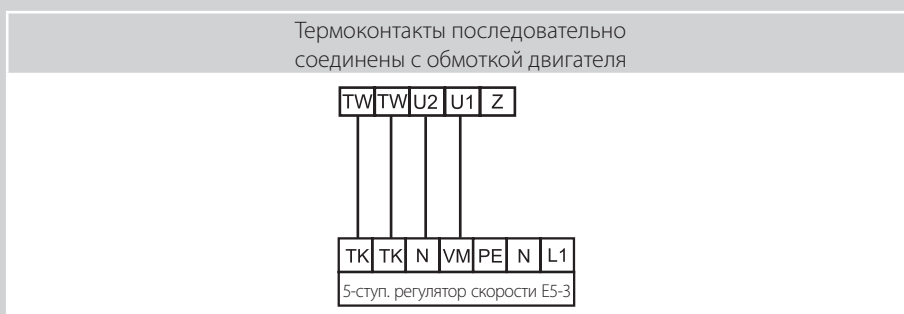 Термоконтакты последовательно
соединены с обмоткой двигателя
TW TW U2 U1 Z
TK TK N VM PE N L1
5-ступ. регулятор скорости E5-3